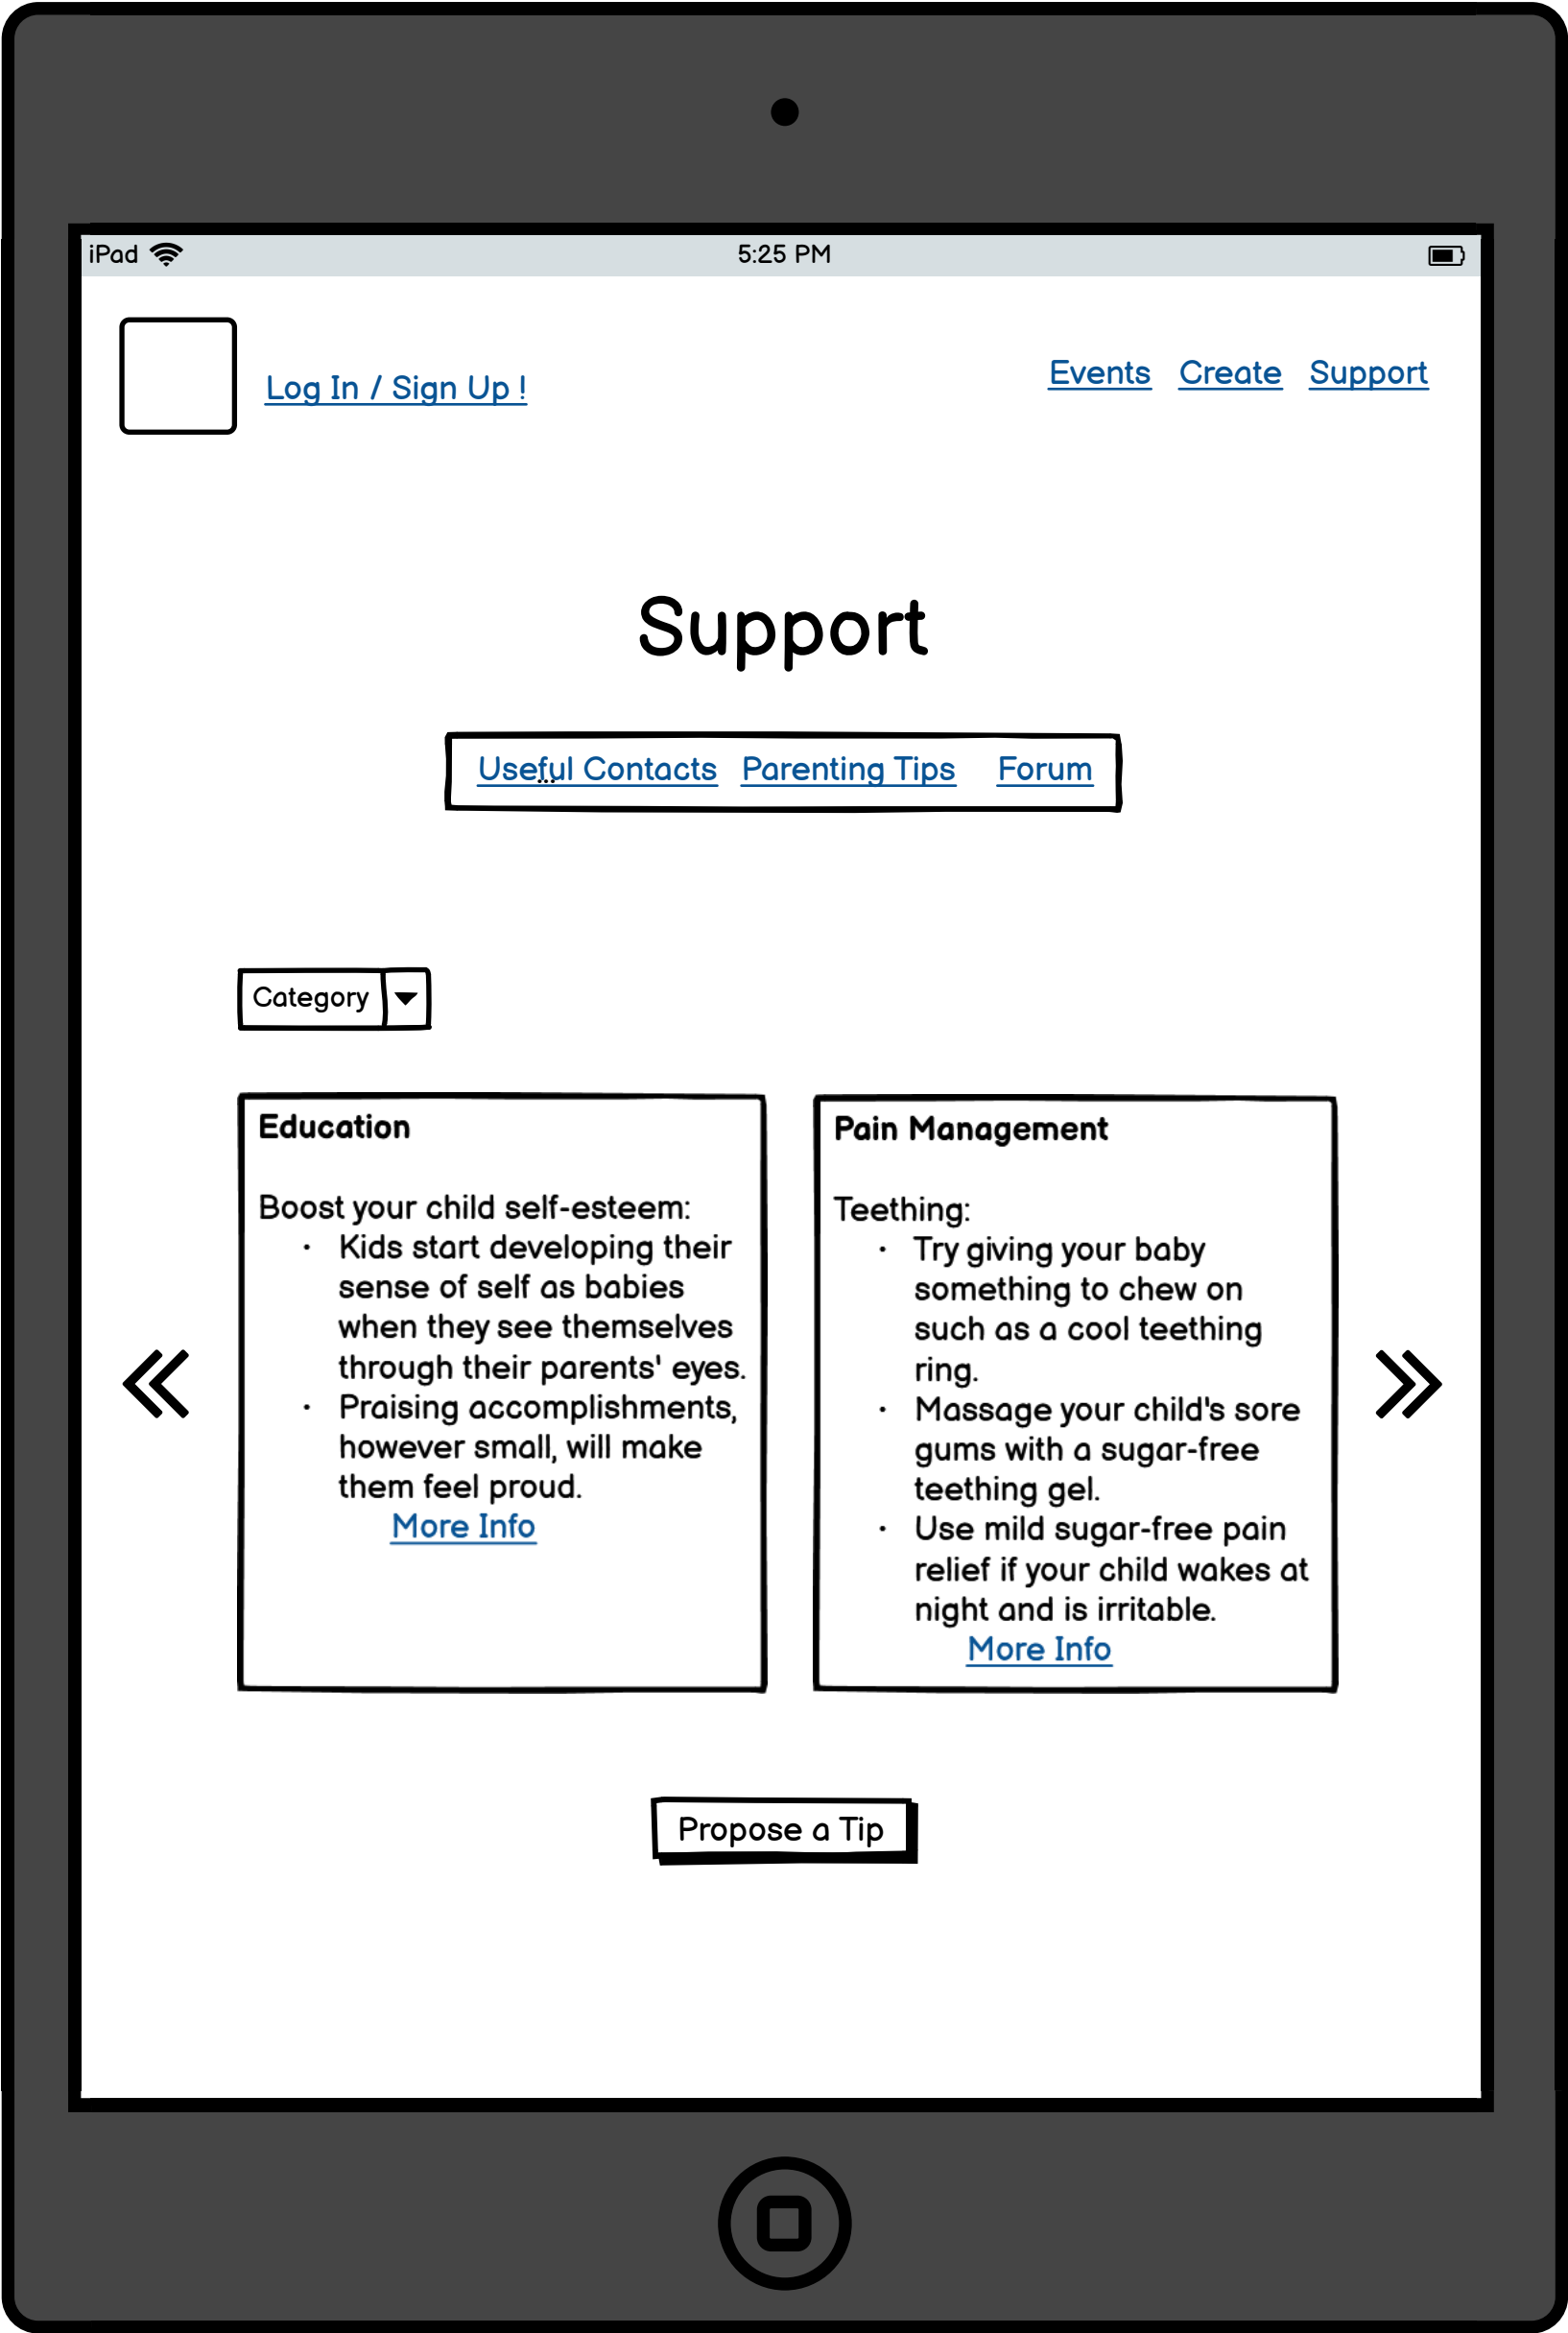 iPad 5:25 PM
Log In / Sign Up !
Events Create Support
Support
Useful Contacts Parenting Tips Forum
...
Category
Education
Boost your child self-esteem:
• Kids start developing their
sense of self as babies
when they see themselves
through their parents' eyes.
• Praising accomplishments,
however small, will make
them feel proud.
More Info
Pain Management
Teething:
• Try giving your baby
something to chew on
such as a cool teething
ring.
• Massage your child's sore
gums with a sugar-free
teething gel.
• Use mild sugar-free pain
relief if your child wakes at
night and is irritable.
More Info
Propose a Tip